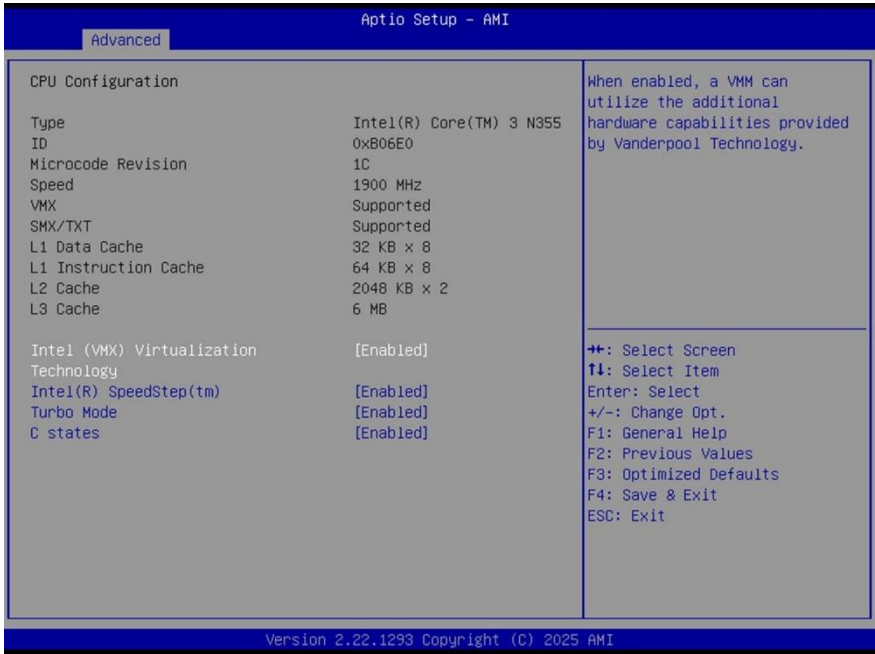 Aptio Setup – AMI
Advanced
CPU Configuration
Type Intel(R) Core(TM) 3 N355
ID 0xB06E0
Microcode Revision 1C
Speed 1900 MHz
VMX Supported
SMX/TXT Supported
L1 Data Cache 32 KB x 8
L1 Instruction Cache 64 KB x 8
L2 Cache 2048 KB x 2
L3 Cache 6 MB
Intel (VMX) Virtualization [Enabled]
Technology
Intel(R) SpeedStep(tm) [Enabled]
Turbo Mode [Enabled]
C states [Enabled]
When enabled, a VMM can
utilize the additional
hardware capabilities provided
by Vanderpool Technology.
→←: Select Screen
↑↓: Select Item
Enter: Select
+/-: Change Opt.
F1: General Help
F2: Previous Values
F3: Optimized Defaults
F4: Save & Exit
ESC: Exit
Version 2.22.1293 Copyright (C) 2025 AMI